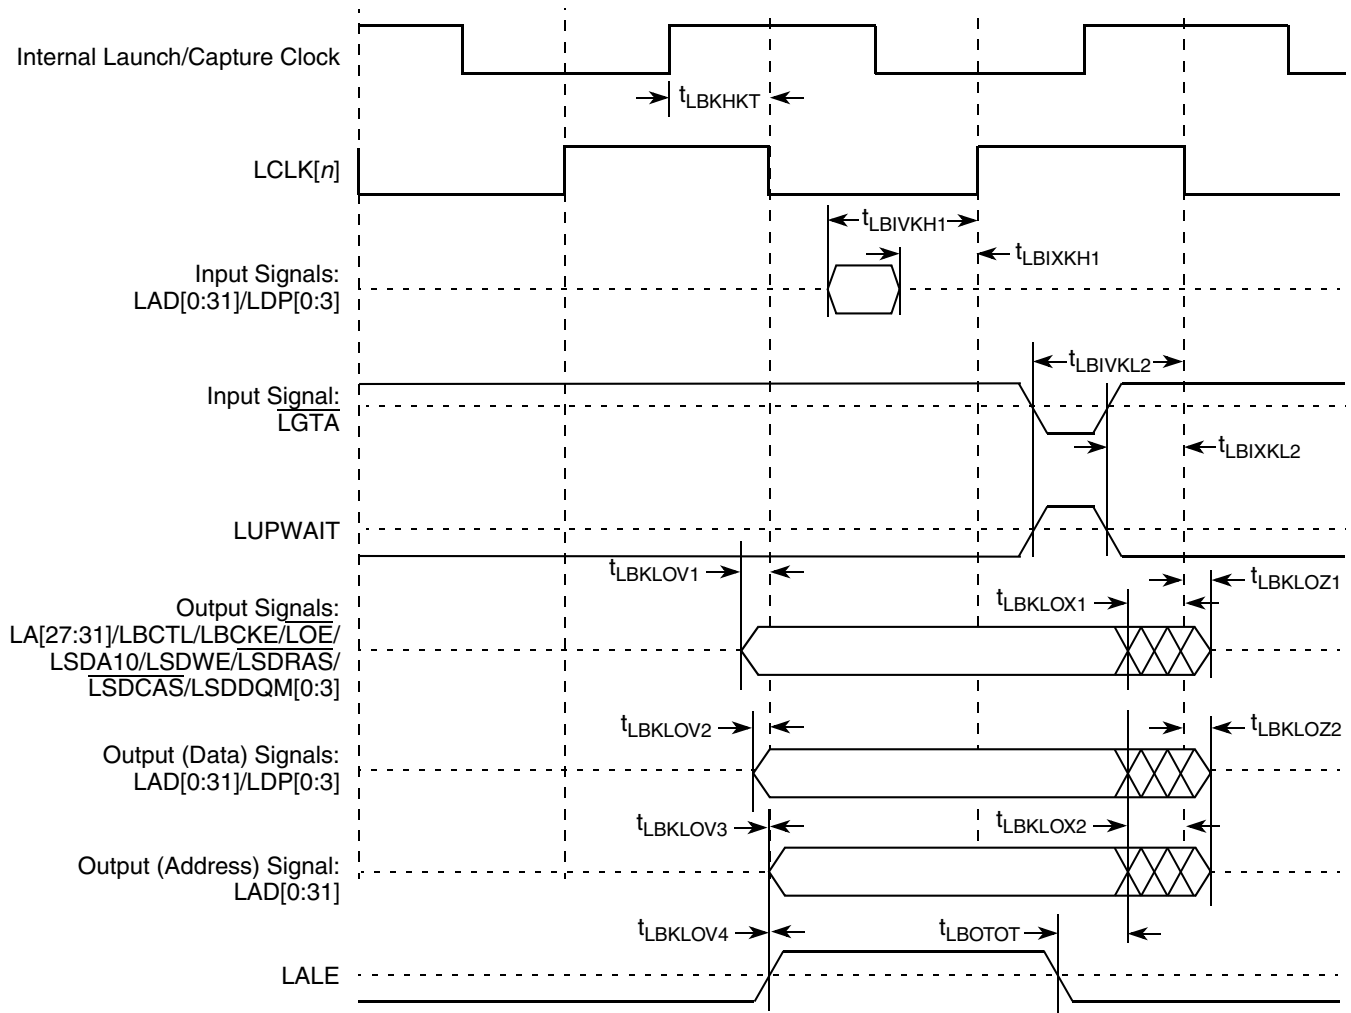 Internal Launch/Capture Clock
tLBKHKT
LCLK[n]
tLBIVKH1
tLBIXKH1
Input Signals:
LAD[0:31]/LDP[0:3]
tLBIVKL2
Input Signal:
LGTA
tLBIXKL2
LUPWAIT
tLBKLOV1
tLBKLOZ1
tLBKLOX1
Output Signals:
LA[27:31]/LBCTL/LBCKE/LOE/
LSDA10/LSDWE/LSDRAS/
LSDCAS/LSDDQM[0:3]
tLBKLOV2
tLBKLOZ2
Output (Data) Signals:
LAD[0:31]/LDP[0:3]
tLBKLOV3
tLBKLOX2
Output (Address) Signal:
LAD[0:31]
tLBKLOV4
tLBOTOT
LALE